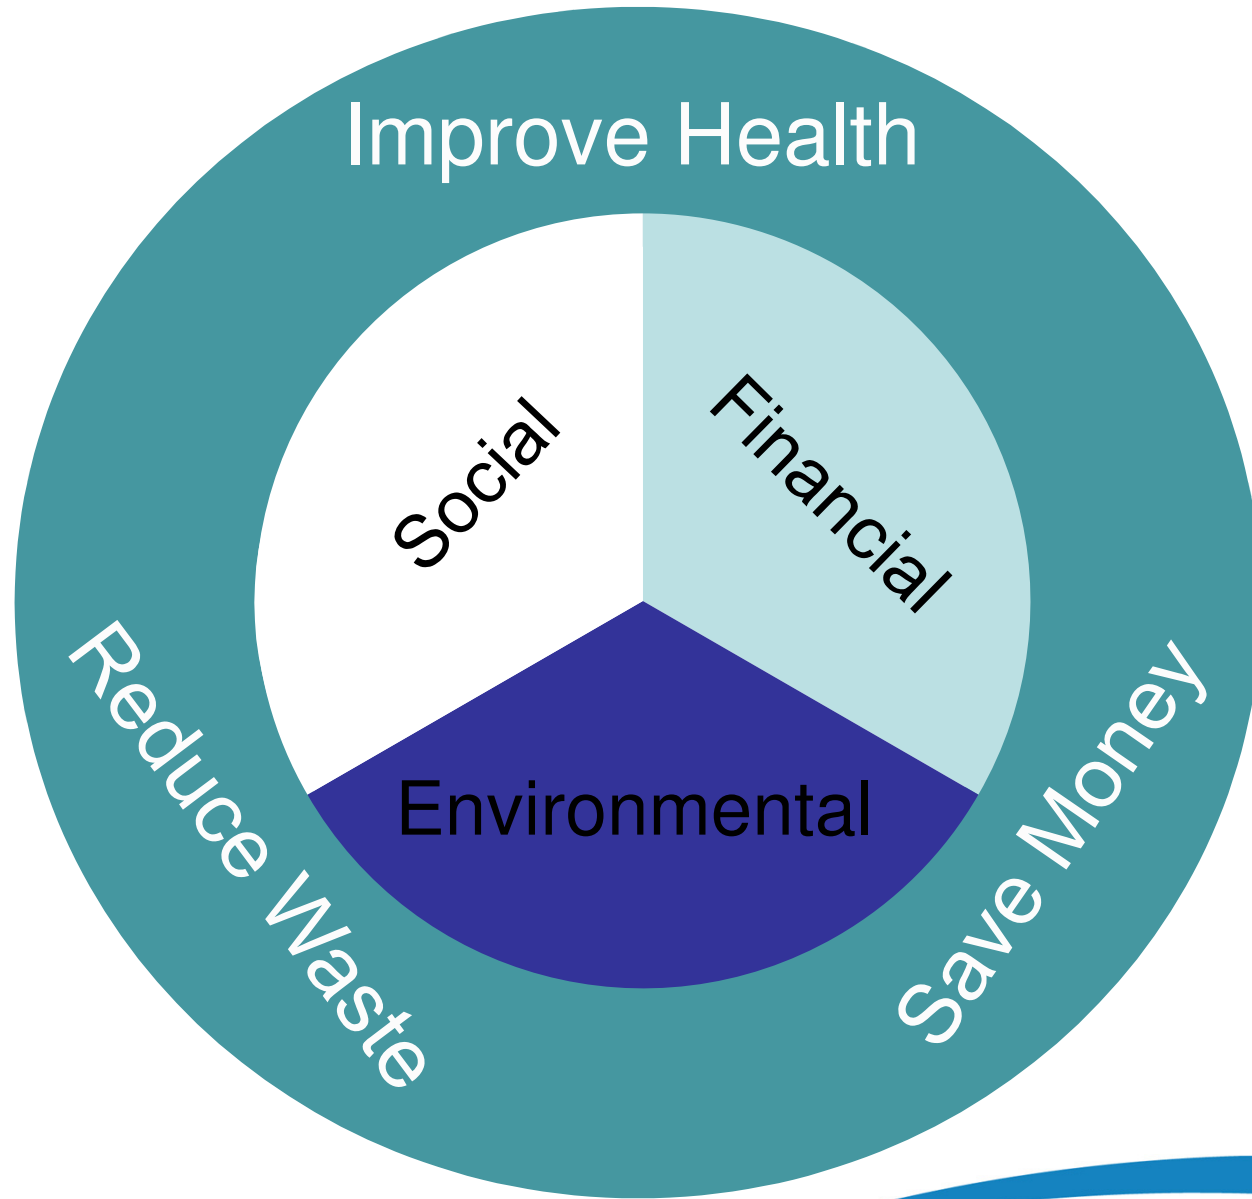 Improve Health
Social
Financial
Environmental
Reduce Waste
Save Money